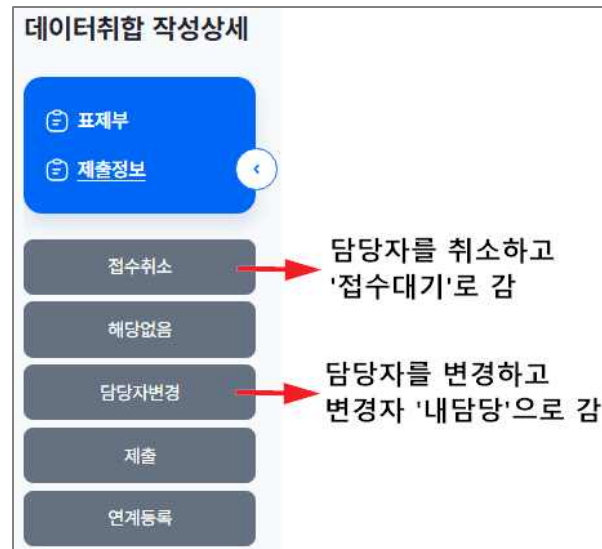 데이터취합 작성상세
표제부
제출정보
접수취소
담당자를 취소하고
'접수대기'로 감
해당없음
담당자변경
담당자를 변경하고
변경자 '내담당'으로 감
제출
연계등록